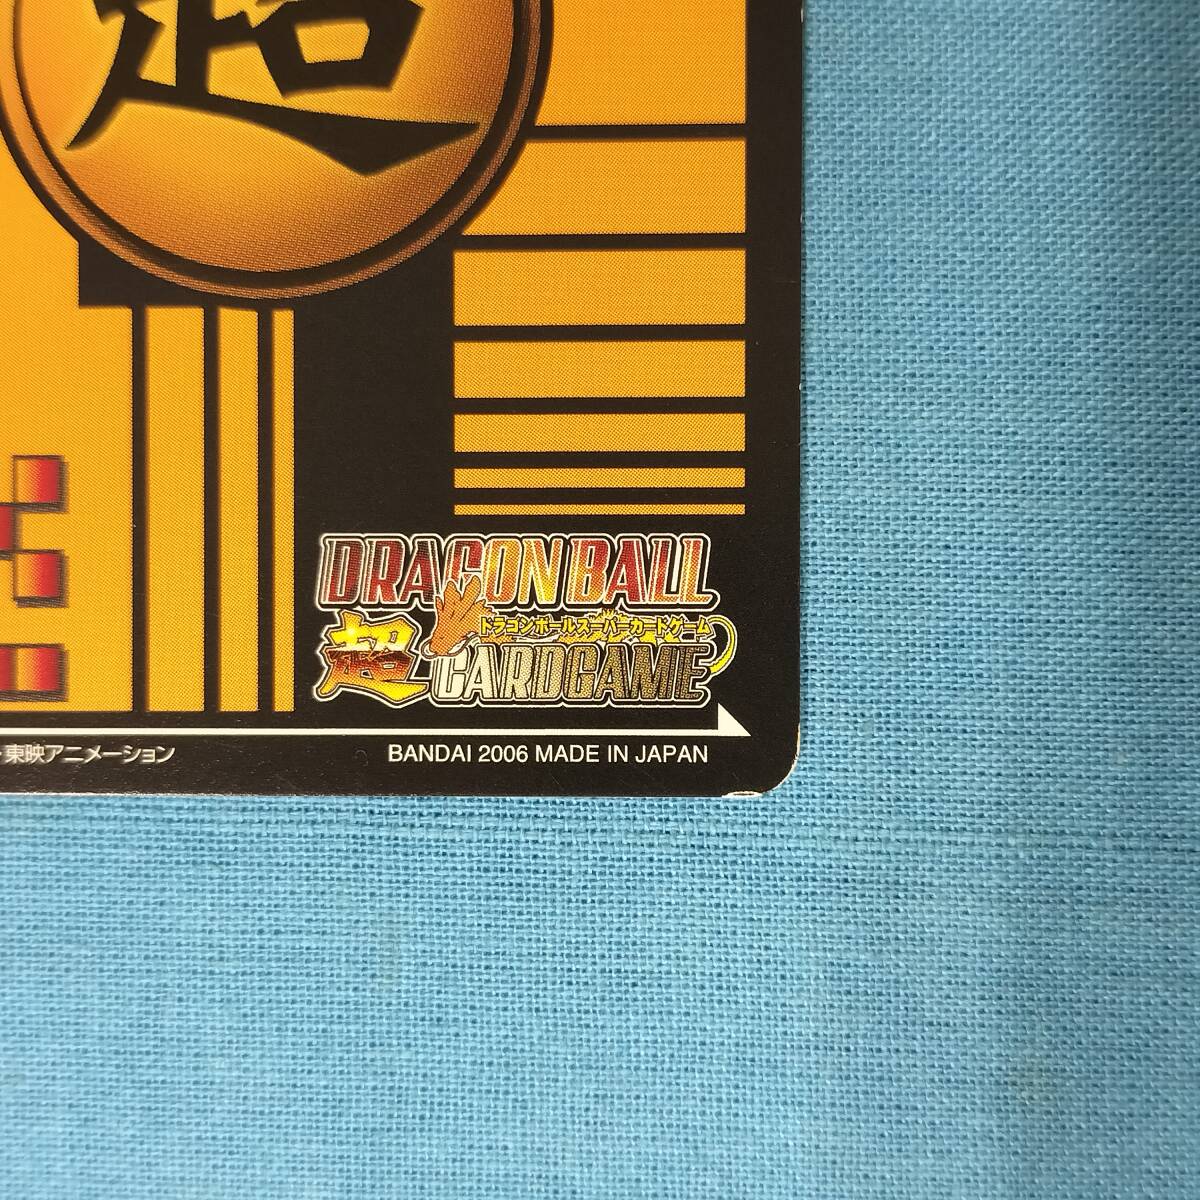 超
DRAGON BALL
ドラゴンボールスーパーカードゲーム
超 CARDGAME
・東映アニメーション
BANDAI 2006 MADE IN JAPAN